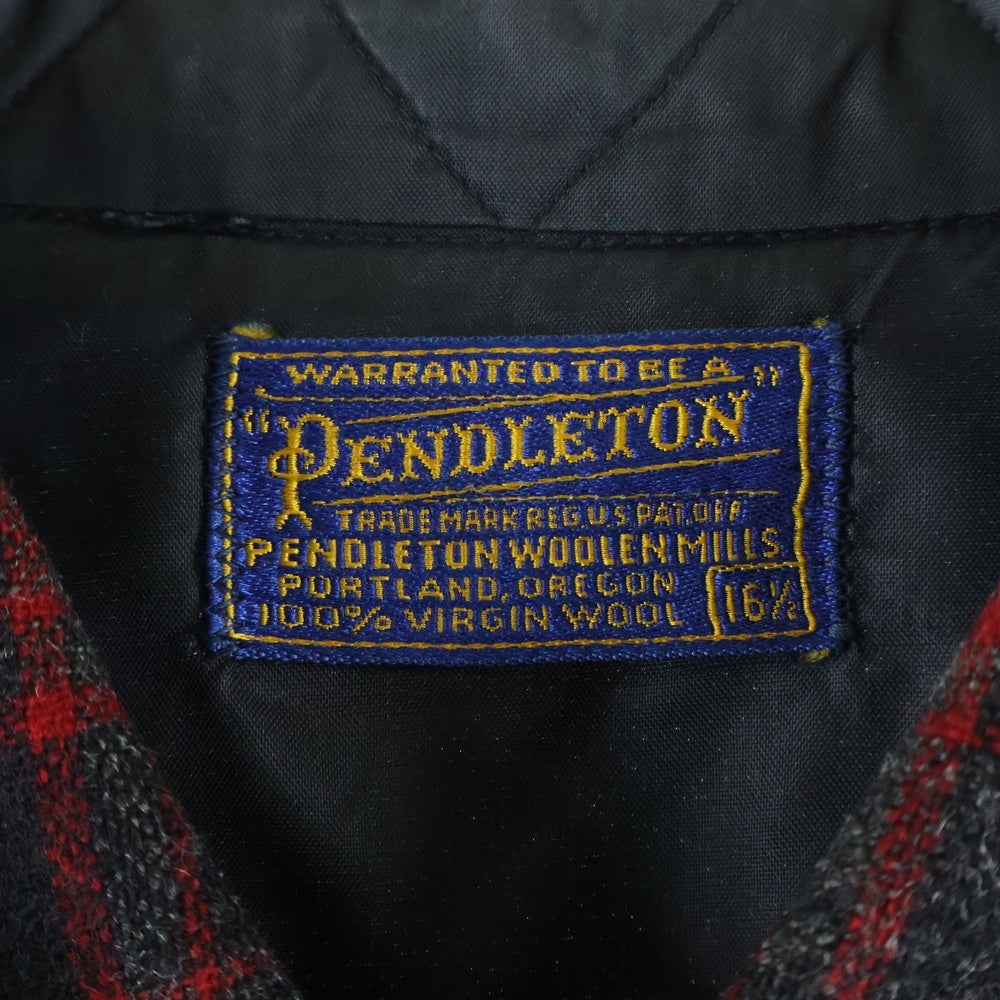 WARRANTED TO BE A
"PENDLETON"
TRADE MARK REG.U.S.PAT.OFF
PENDLETON WOOLEN MILLS
PORTLAND, OREGON
100% VIRGIN WOOL 16½